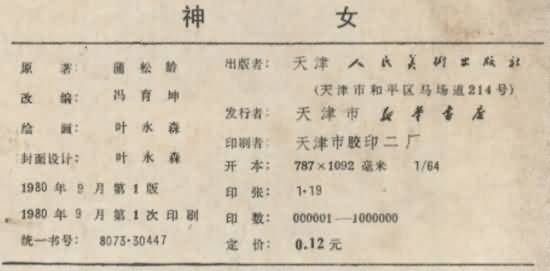 神 女
原 著: 蒲松龄
改 编: 冯育坤
绘 画: 叶永森
封面设计: 叶永森
1980年9月第1版
1980年9月第1次印刷
统一书号: 8073·30447
出版者: 天津人民美术出版社
(天津市和平区马场道214号)
发行者: 天津市新华书店
印刷者: 天津市胶印二厂
开 本: 787×1092 毫米 1/64
印 张: 1·19
印 数: 000001—1000000
定 价: 0.12元